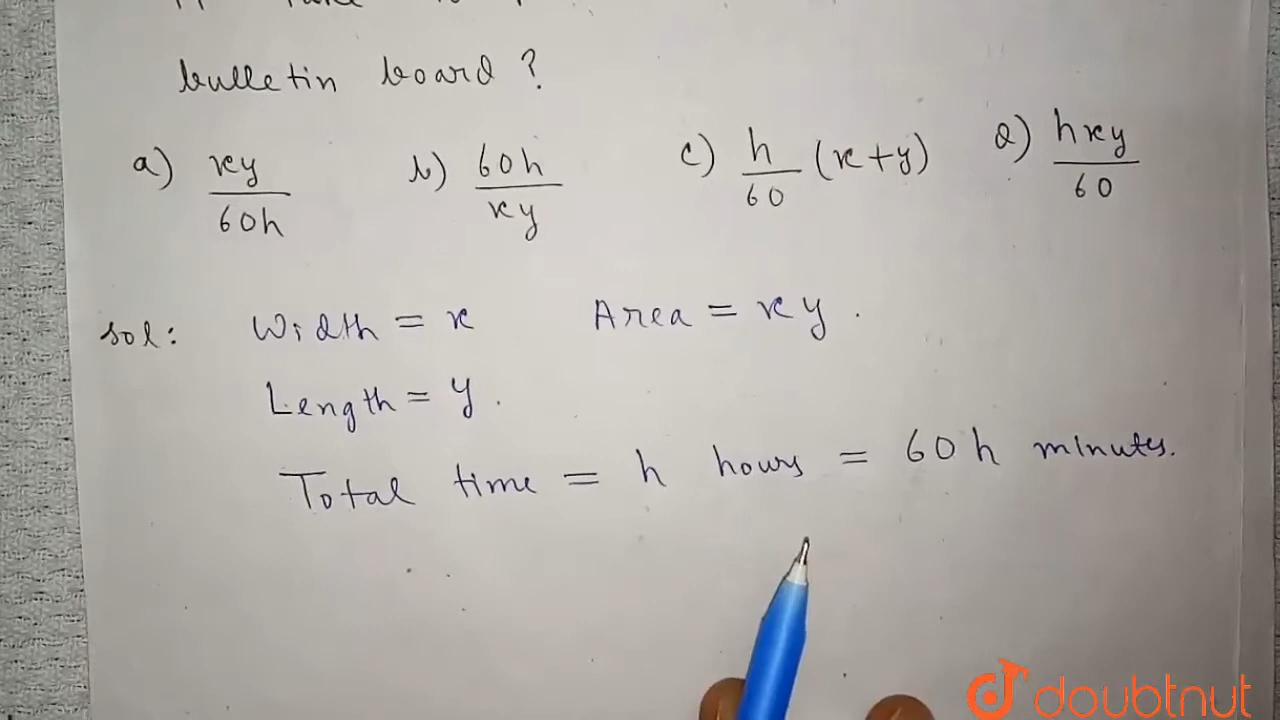 bulletin board?
a) xy/60h b) 60h/xy c) h/60 (x+y) d) hxy/60
Sol: Width = x Area = xy.
Length = y.
Total time = h hours = 60h minutes.
doubtnut